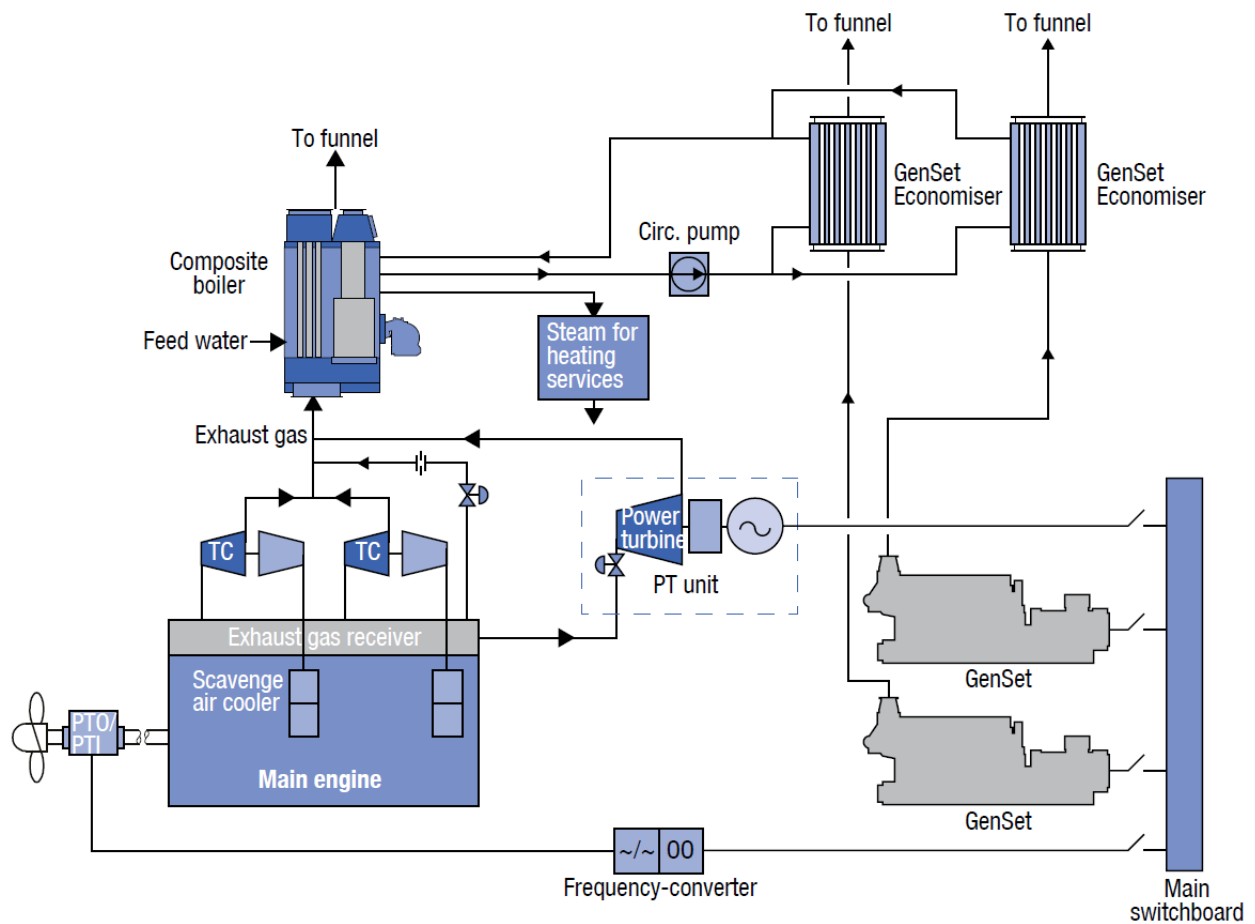 To funnel
To funnel
To funnel
GenSet
Economiser
GenSet
Economiser
Circ. pump
Composite
boiler
Feed water
Steam for
heating
services
Exhaust gas
TC
TC
Power
turbine
PT unit
Exhaust gas receiver
Scavenge
air cooler
GenSet
PTO/
PTI
Main engine
GenSet
~/~
00
Frequency-converter
Main
switchboard